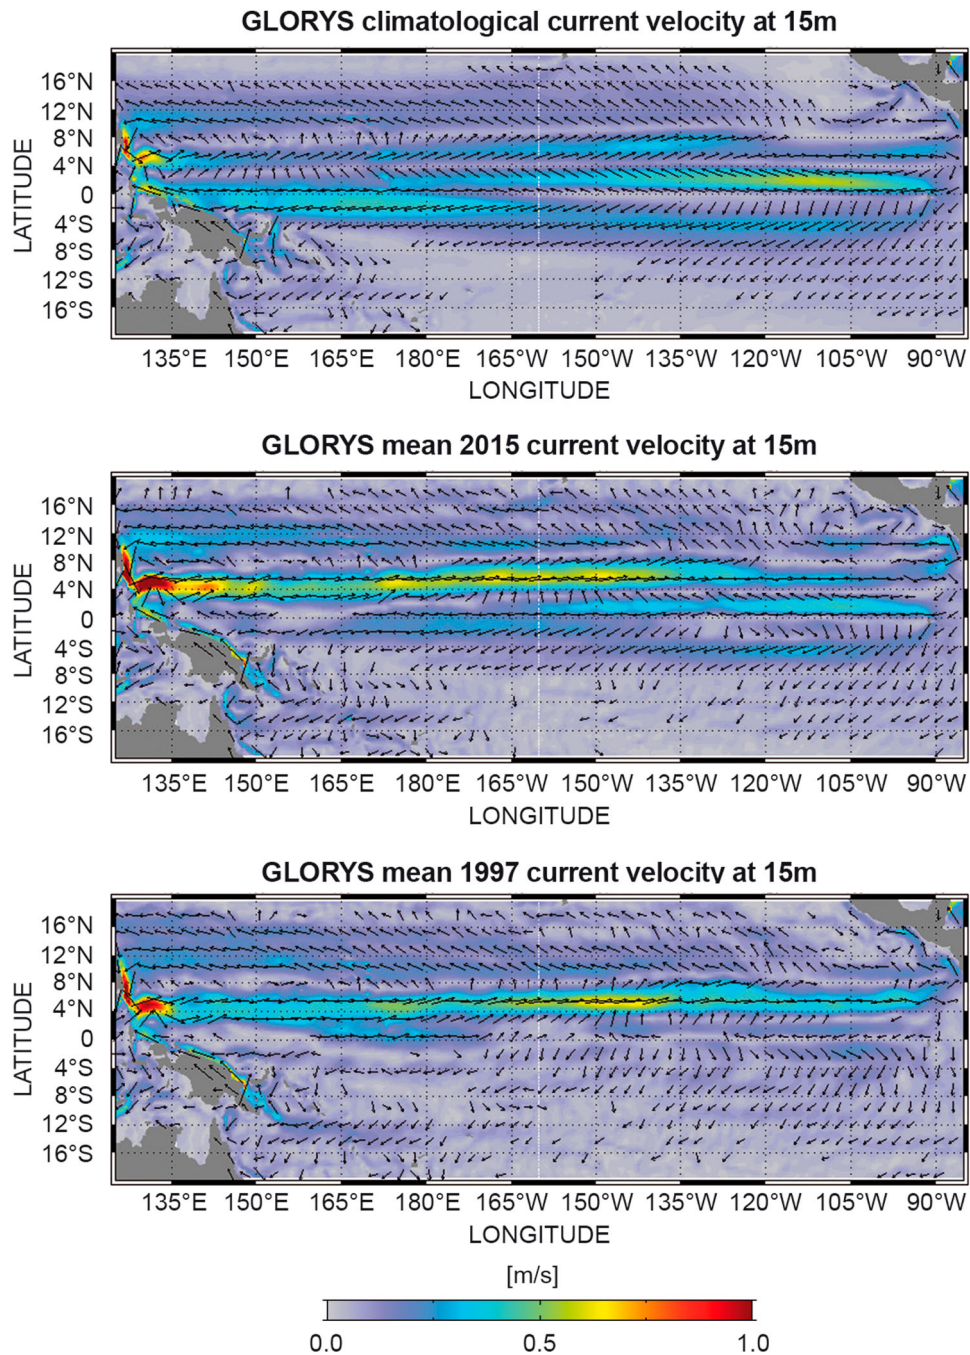 GLORYS climatological current velocity at 15m
LATITUDE
16°N
12°N
8°N
4°N
0
4°S
8°S
12°S
16°S
135°E 150°E 165°E 180°E 165°W 150°W 135°W 120°W 105°W 90°W
LONGITUDE
GLORYS mean 2015 current velocity at 15m
LATITUDE
16°N
12°N
8°N
4°N
0
4°S
8°S
12°S
16°S
135°E 150°E 165°E 180°E 165°W 150°W 135°W 120°W 105°W 90°W
LONGITUDE
GLORYS mean 1997 current velocity at 15m
LATITUDE
16°N
12°N
8°N
4°N
0
4°S
8°S
12°S
16°S
135°E 150°E 165°E 180°E 165°W 150°W 135°W 120°W 105°W 90°W
LONGITUDE
[m/s]
0.0 0.5 1.0